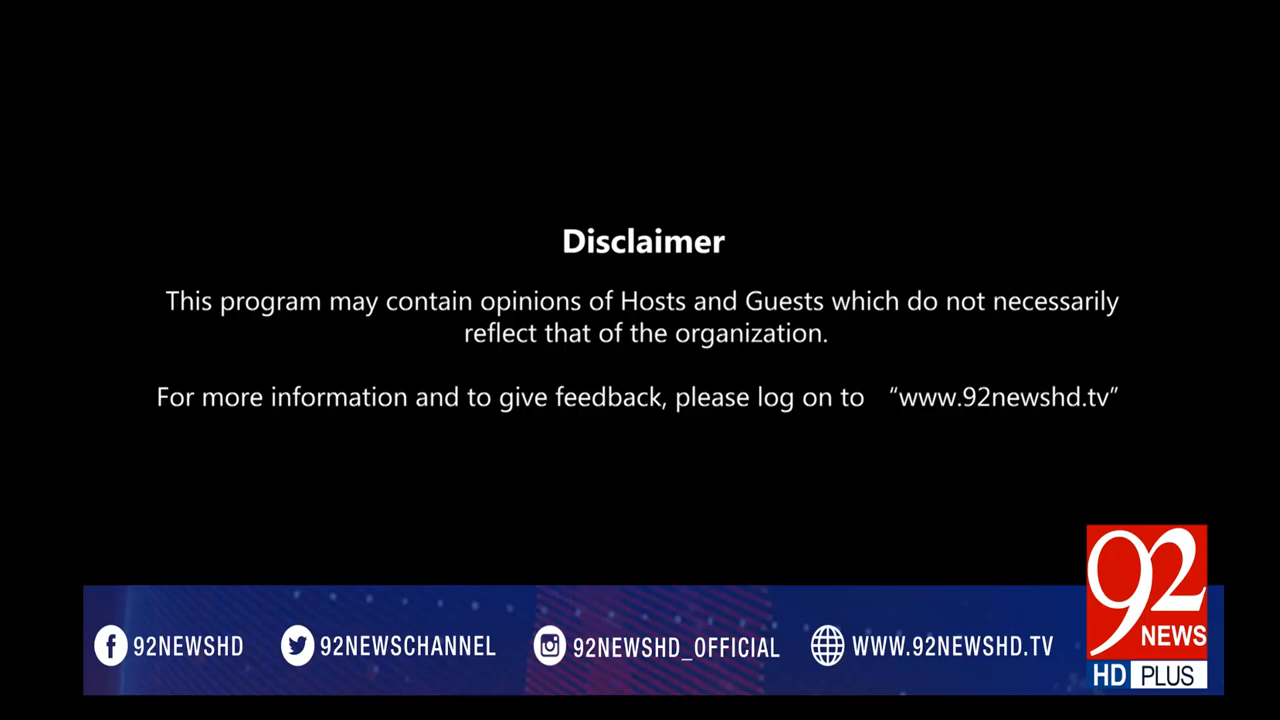 Disclaimer
This program may contain opinions of Hosts and Guests which do not necessarily
reflect that of the organization.
For more information and to give feedback, please log on to “www.92newshd.tv”
92NEWSHD
92NEWSCHANNEL
92NEWSHD_OFFICIAL
WWW.92NEWSHD.TV
92
NEWS
HD PLUS